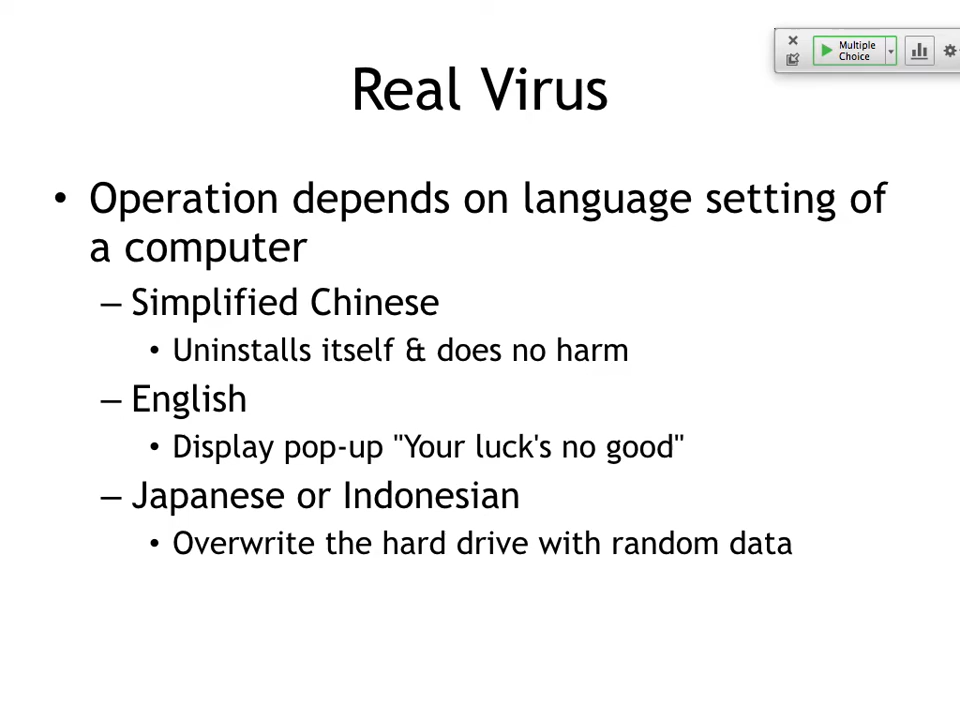 Multiple
Choice
Real Virus
• Operation depends on language setting of
a computer
– Simplified Chinese
• Uninstalls itself & does no harm
– English
• Display pop-up "Your luck's no good"
– Japanese or Indonesian
• Overwrite the hard drive with random data